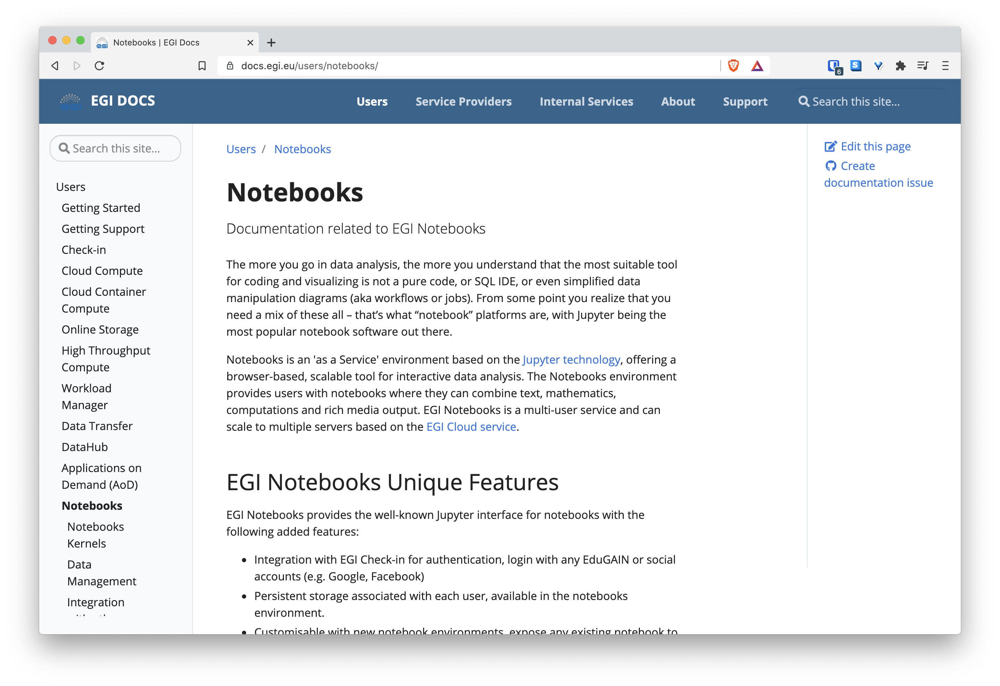 Notebooks | EGI Docs
docs.egi.eu/users/notebooks/
6
EGI DOCS
Users
Service Providers
Internal Services
About
Support
Search this site...
Search this site...
Users
Getting Started
Getting Support
Check-in
Cloud Compute
Cloud Container
Compute
Online Storage
High Throughput
Compute
Workload
Manager
Data Transfer
DataHub
Applications on
Demand (AoD)
Notebooks
Notebooks
Kernels
Data
Management
Integration
Users / Notebooks
Notebooks
Documentation related to EGI Notebooks
The more you go in data analysis, the more you understand that the most suitable tool
for coding and visualizing is not a pure code, or SQL IDE, or even simplified data
manipulation diagrams (aka workflows or jobs). From some point you realize that you
need a mix of these all – that’s what “notebook” platforms are, with Jupyter being the
most popular notebook software out there.
Notebooks is an 'as a Service' environment based on the Jupyter technology, offering a
browser-based, scalable tool for interactive data analysis. The Notebooks environment
provides users with notebooks where they can combine text, mathematics,
computations and rich media output. EGI Notebooks is a multi-user service and can
scale to multiple servers based on the EGI Cloud service.
EGI Notebooks Unique Features
EGI Notebooks provides the well-known Jupyter interface for notebooks with the
following added features:
• Integration with EGI Check-in for authentication, login with any EduGAIN or social
accounts (e.g. Google, Facebook)
• Persistent storage associated with each user, available in the notebooks
environment.
• Customisable with new notebook environments, expose any existing notebook to
Edit this page
Create
documentation issue